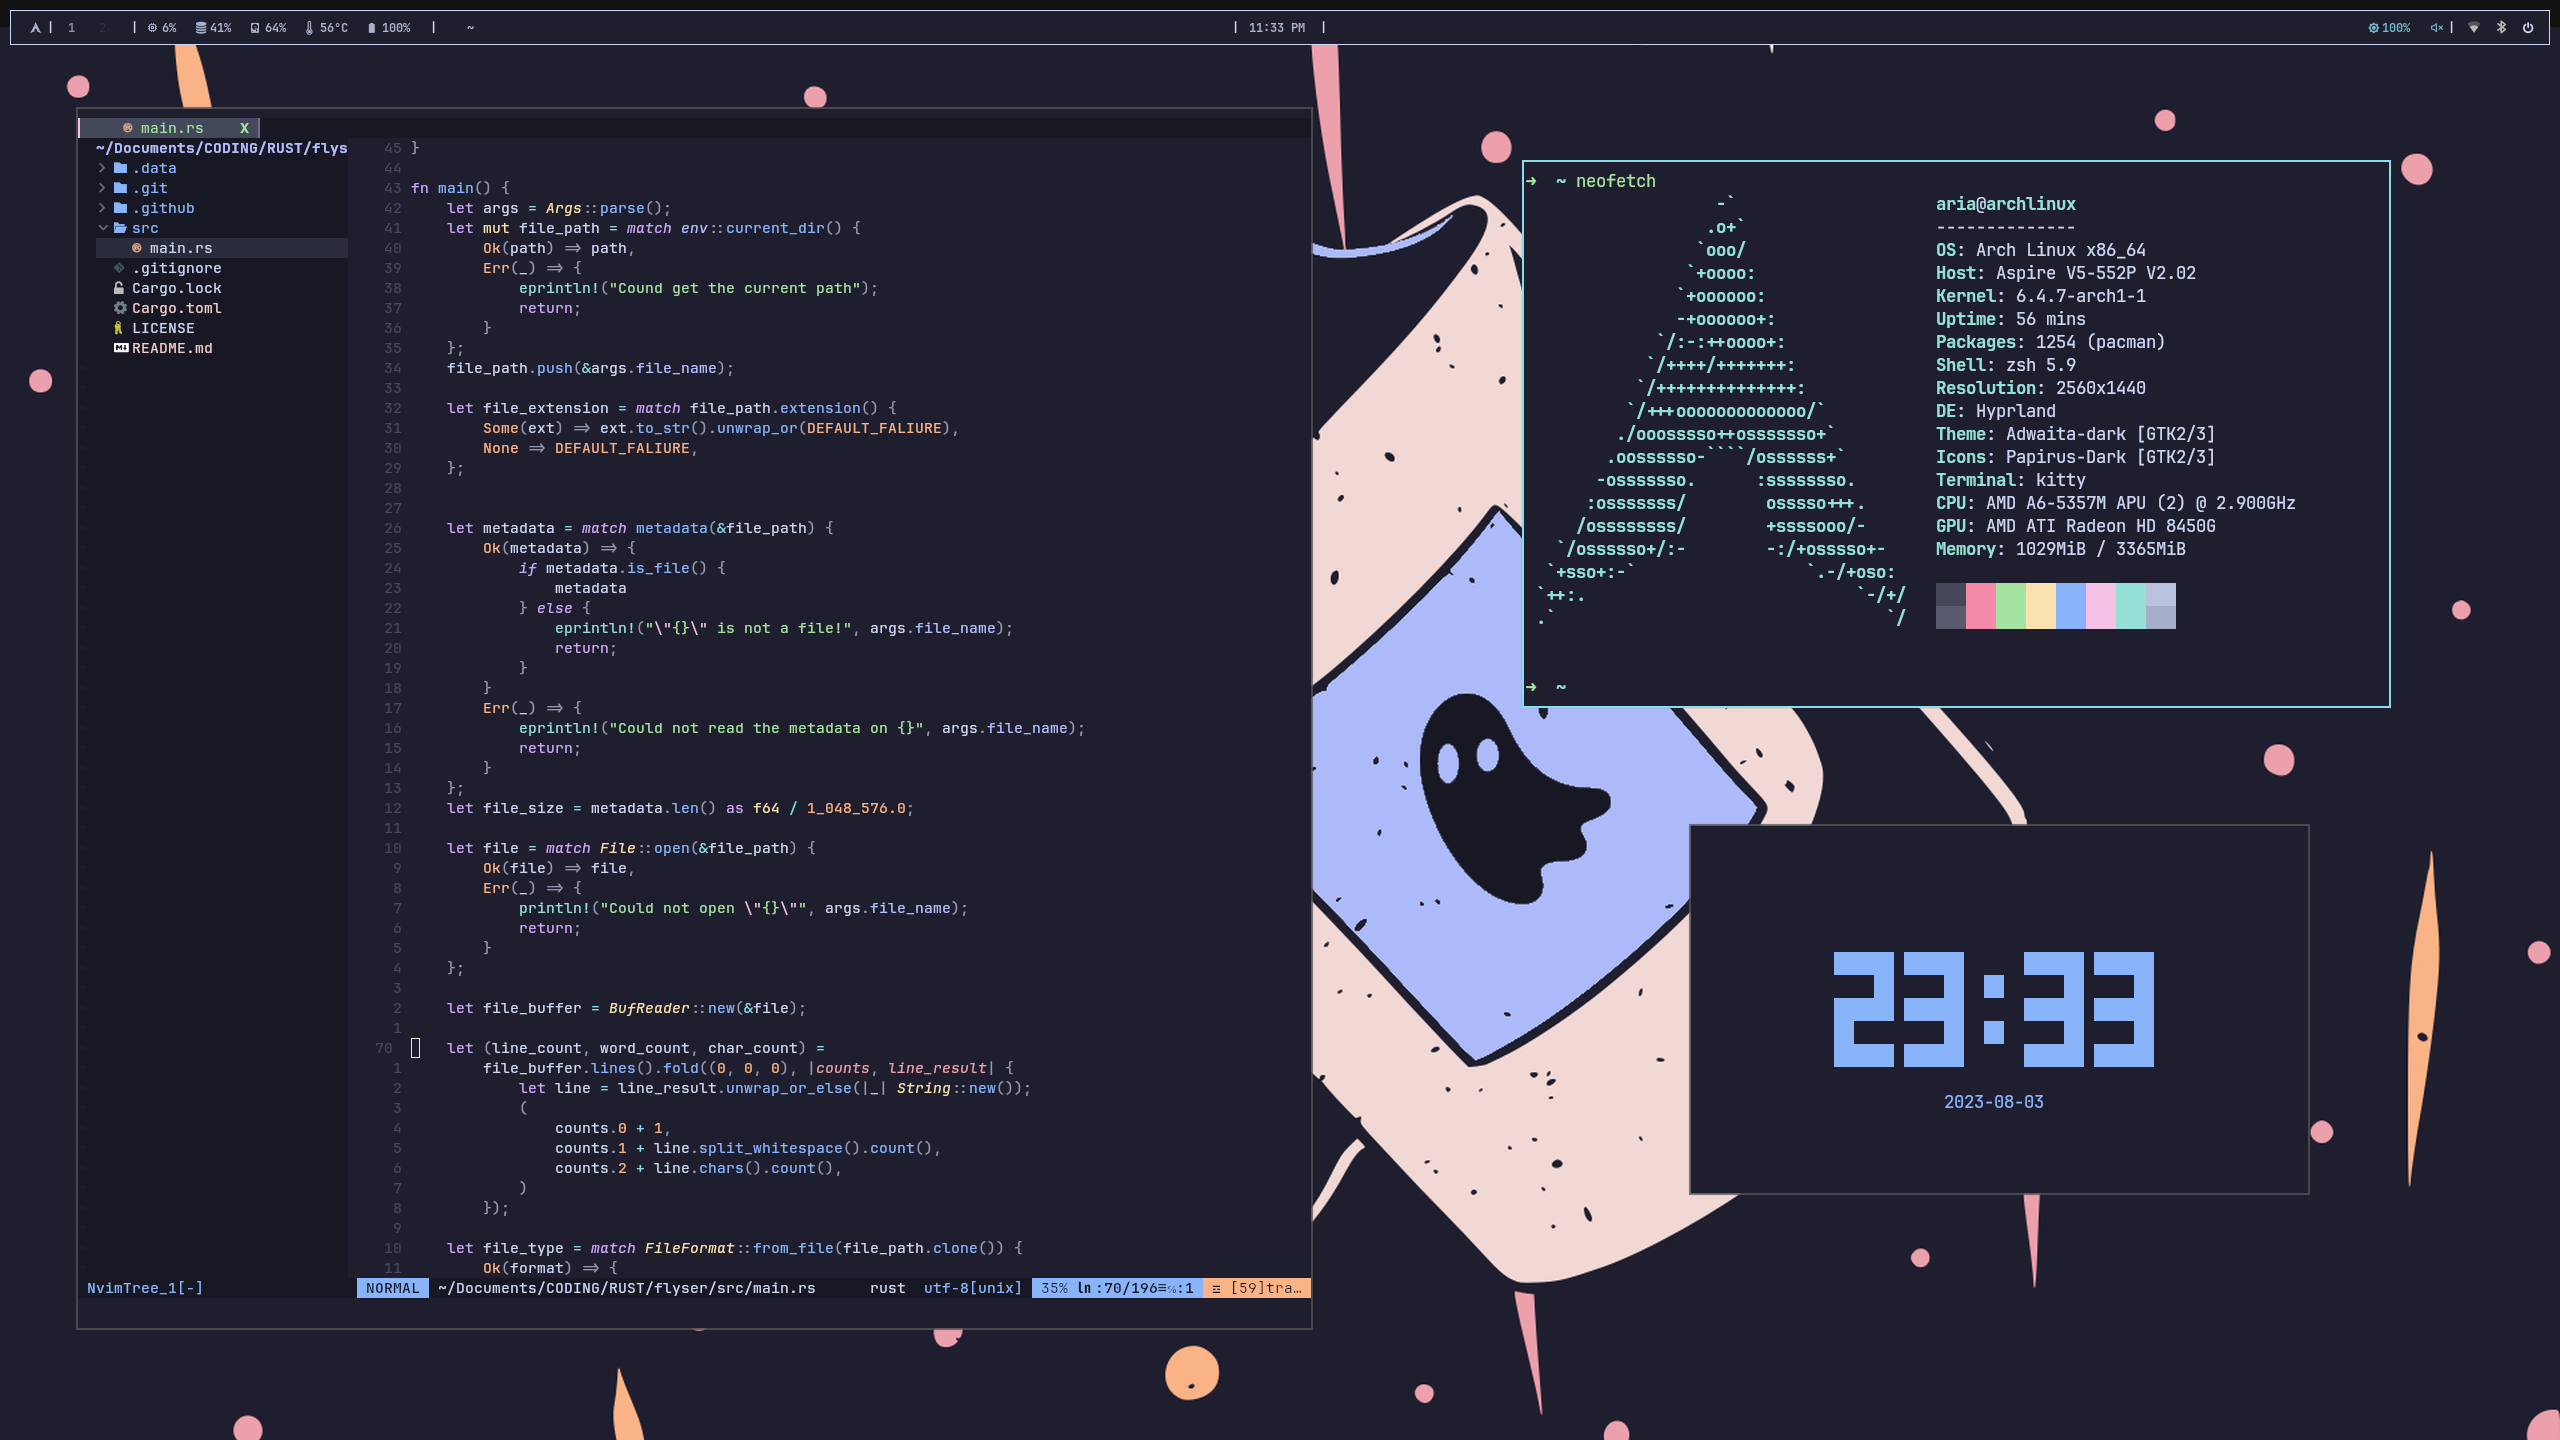 1 2 6% 41% 64% 56°C 100% ~
11:33 PM
100%
main.rs X
~/Documents/CODING/RUST/flys
.data
.git
.github
src
main.rs
.gitignore
Cargo.lock
Cargo.toml
LICENSE
README.md
NvimTree_1[-]
45 }
44
43 fn main() {
42     let args = Args::parse();
41     let mut file_path = match env::current_dir() {
40         Ok(path) => path,
39         Err(_) => {
38             eprintln!("Cound get the current path");
37             return;
36         }
35     };
34     file_path.push(&args.file_name);
33
32     let file_extension = match file_path.extension() {
31         Some(ext) => ext.to_str().unwrap_or(DEFAULT_FALIURE),
30         None => DEFAULT_FALIURE,
29     };
28
27
26     let metadata = match metadata(&file_path) {
25         Ok(metadata) => {
24             if metadata.is_file() {
23                 metadata
22             } else {
21                 eprintln!("\"{}\" is not a file!", args.file_name);
20                 return;
19             }
18         }
17         Err(_) => {
16             eprintln!("Could not read the metadata on {}", args.file_name);
15             return;
14         }
13     };
12     let file_size = metadata.len() as f64 / 1_048_576.0;
11
10     let file = match File::open(&file_path) {
9         Ok(file) => file,
8         Err(_) => {
7             println!("Could not open \"{}\"", args.file_name);
6             return;
5         }
4     };
3
2     let file_buffer = BufReader::new(&file);
1
70     let (line_count, word_count, char_count) =
1         file_buffer.lines().fold((0, 0, 0), |counts, line_result| {
2             let line = line_result.unwrap_or_else(|_| String::new());
3             (
4                 counts.0 + 1,
5                 counts.1 + line.split_whitespace().count(),
6                 counts.2 + line.chars().count(),
7             )
8         });
9
10     let file_type = match FileFormat::from_file(file_path.clone()) {
11         Ok(format) => {
NORMAL ~/Documents/CODING/RUST/flyser/src/main.rs rust utf-8[unix] 35% ln :70/196≡℅:1 [59]tra…
➜ ~ neofetch
-`
.o+`
`ooo/
`+oooo:
`+oooooo:
-+oooooo+:
`/:-:++oooo+:
`/++++/+++++++:
`/++++++++++++++:
`/+++ooooooooooooo/`
./ooosssso++osssssso+`
.oossssso-````/ossssss+`
-osssssso. :ssssssso.
:osssssss/ osssso+++.
/ossssssss/ +ssssooo/-
`/ossssso+/:- -:/+osssso+-
`+sso+:-` `.-/+oso:
`++:. `-/+/
.` `/
aria@archlinux
--------------
OS: Arch Linux x86_64
Host: Aspire V5-552P V2.02
Kernel: 6.4.7-arch1-1
Uptime: 56 mins
Packages: 1254 (pacman)
Shell: zsh 5.9
Resolution: 2560x1440
DE: Hyprland
Theme: Adwaita-dark [GTK2/3]
Icons: Papirus-Dark [GTK2/3]
Terminal: kitty
CPU: AMD A6-5357M APU (2) @ 2.900GHz
GPU: AMD ATI Radeon HD 8450G
Memory: 1029MiB / 3365MiB
➜ ~
23:33
2023-08-03